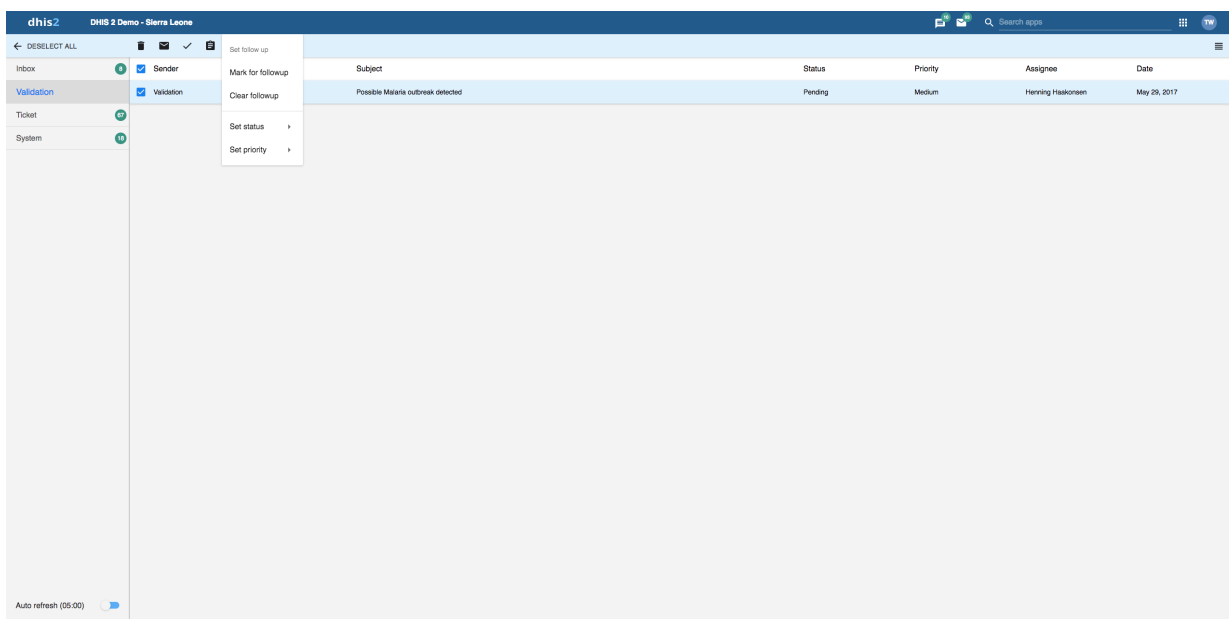 dhis2 DHIS 2 Demo - Sierra Leone Search apps TW
DESELECT ALL
Set follow up
Mark for followup
Clear followup
Set status
Set priority
Inbox 6
Validation
Ticket 67
System 18
Sender Subject Status Priority Assignee Date
Validation Possible Malaria outbreak detected Pending Medium Henning Haakonsen May 29, 2017
Auto refresh (05:00)